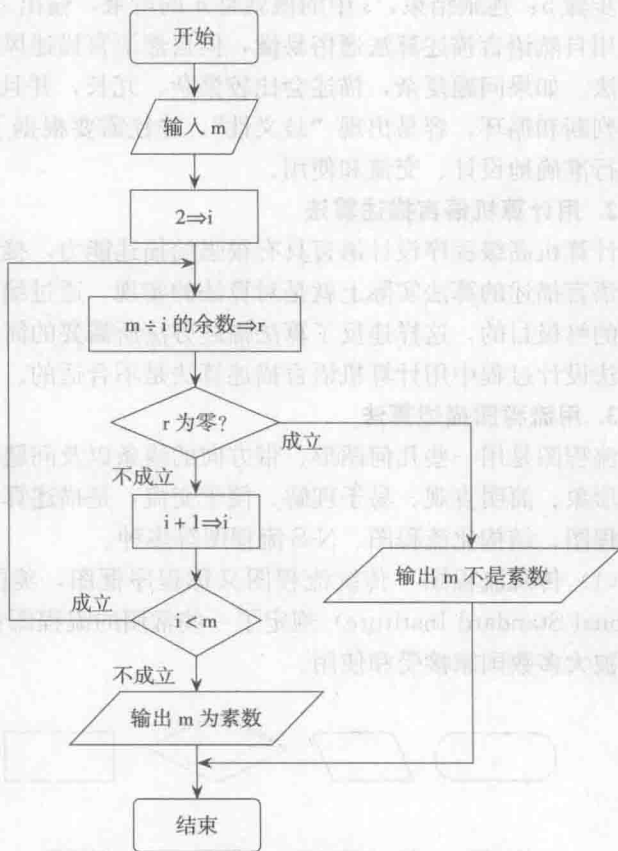 开始
输入 m
2⇒i
m÷i 的余数⇒r
r 为零?
成立
不成立
i+1⇒i
输出 m 不是素数
成立
i<m
不成立
输出 m 为素数
结束